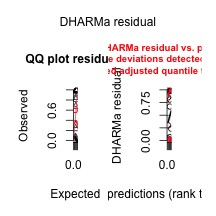 DHARMa residual
QQ plot residu
HARMa residual vs. p
e deviations detected
adjusted quantile
Observed
0.0
0.6
Expected
0.0
DHARMa residual
0.00
0.75
predictions (rank t
0.0